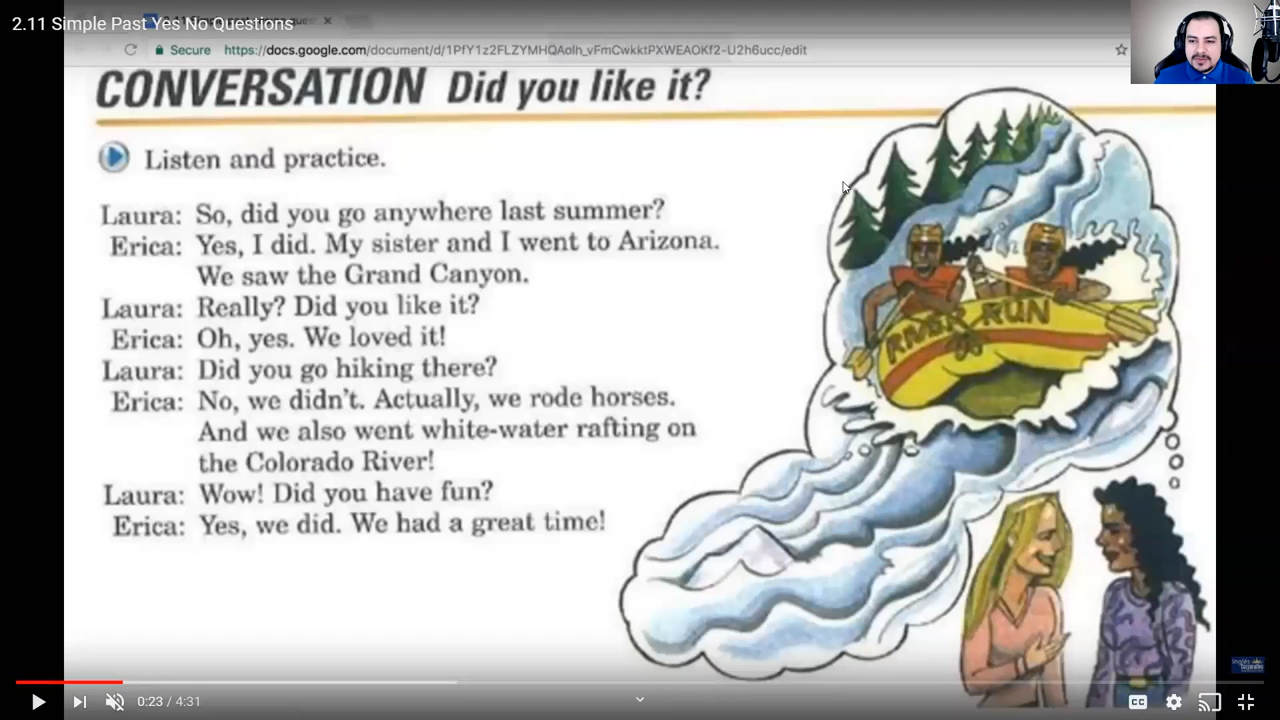 2.11 Simple Past Yes No Questions
Secure https://docs.google.com/document/d/1PfY1z2FLZYMHQAolh_vFmCwkktPXWEAOKf2-U2h6ucc/edit
CONVERSATION Did you like it?
Listen and practice.
Laura: So, did you go anywhere last summer?
Erica: Yes, I did. My sister and I went to Arizona.
We saw the Grand Canyon.
Laura: Really? Did you like it?
Erica: Oh, yes. We loved it!
Laura: Did you go hiking there?
Erica: No, we didn't. Actually, we rode horses.
And we also went white-water rafting on
the Colorado River!
Laura: Wow! Did you have fun?
Erica: Yes, we did. We had a great time!
RIVER RUN
0:23 / 4:31
CC